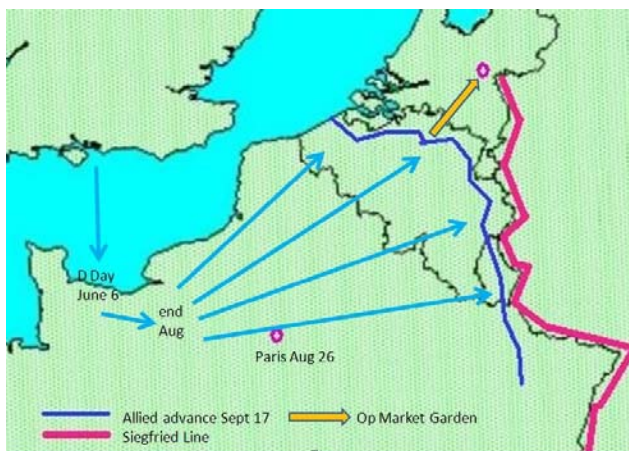 D Day
June 6
end
Aug
Paris Aug 26
Allied advance Sept 17
Op Market Garden
Siegfried Line